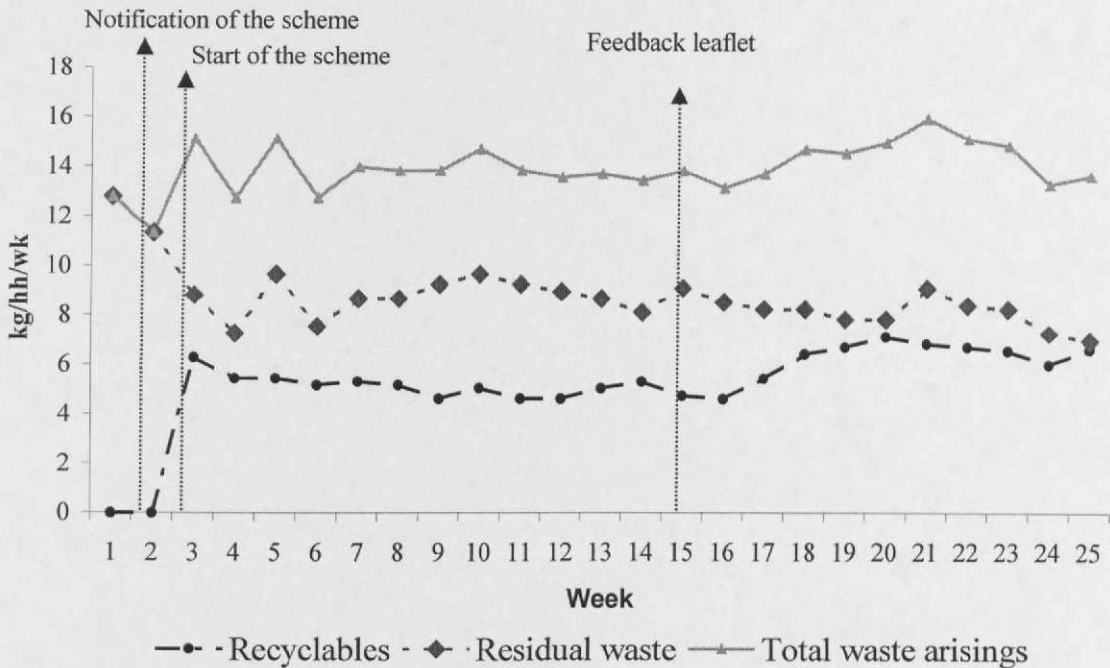 Notification of the scheme
Start of the scheme
Feedback leaflet
18
16
14
12
10
8
6
4
2
0
kg/hh/wk
1 2 3 4 5 6 7 8 9 10 11 12 13 14 15 16 17 18 19 20 21 22 23 24 25
Week
Recyclables Residual waste Total waste arisings